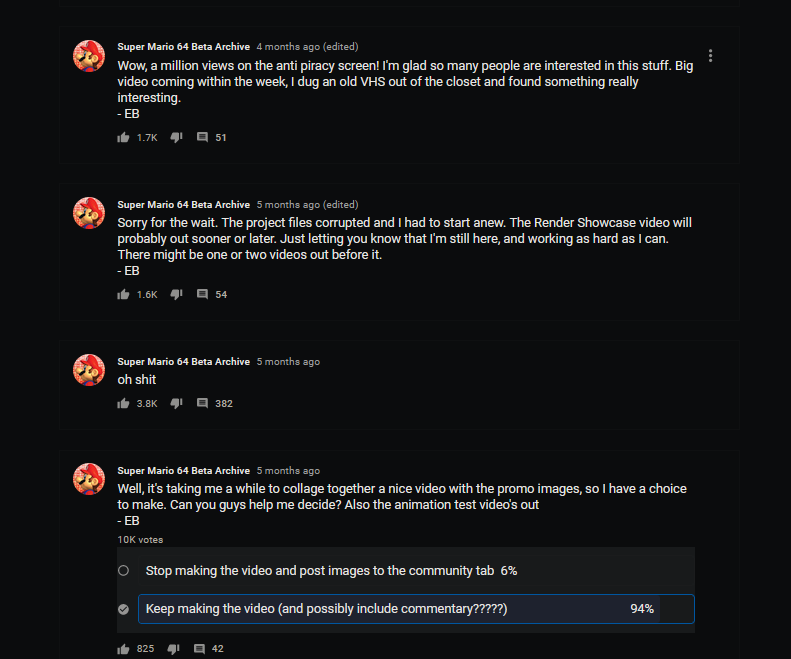 Super Mario 64 Beta Archive 4 months ago (edited)
Wow, a million views on the anti piracy screen! I'm glad so many people are interested in this stuff. Big
video coming within the week, I dug an old VHS out of the closet and found something really
interesting.
- EB
1.7K 51
Super Mario 64 Beta Archive 5 months ago (edited)
Sorry for the wait. The project files corrupted and I had to start anew. The Render Showcase video will
probably out sooner or later. Just letting you know that I'm still here, and working as hard as I can.
There might be one or two videos out before it.
- EB
1.6K 54
Super Mario 64 Beta Archive 5 months ago
oh shit
3.8K 382
Super Mario 64 Beta Archive 5 months ago
Well, it's taking me a while to collage together a nice video with the promo images, so I have a choice
to make. Can you guys help me decide? Also the animation test video's out
- EB
10K votes
Stop making the video and post images to the community tab 6%
Keep making the video (and possibly include commentary?????) 94%
825 42